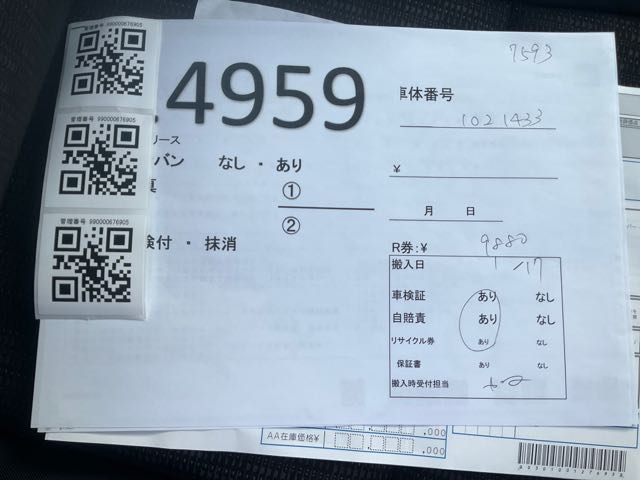 7593
管理番号 990000676905
.4959
車体番号
1021433
管理番号 990000676905
リース
バン なし ・ あり
¥
①
②
月 日
管理番号 990000676905
検付 ・ 抹消
R券:¥ 9880
搬入日 1/17
車検証 あり なし
自賠責 あり なし
リサイクル券 あり なし
保証書 あり なし
搬入時受付担当
,000
AA在庫価格¥ ,000